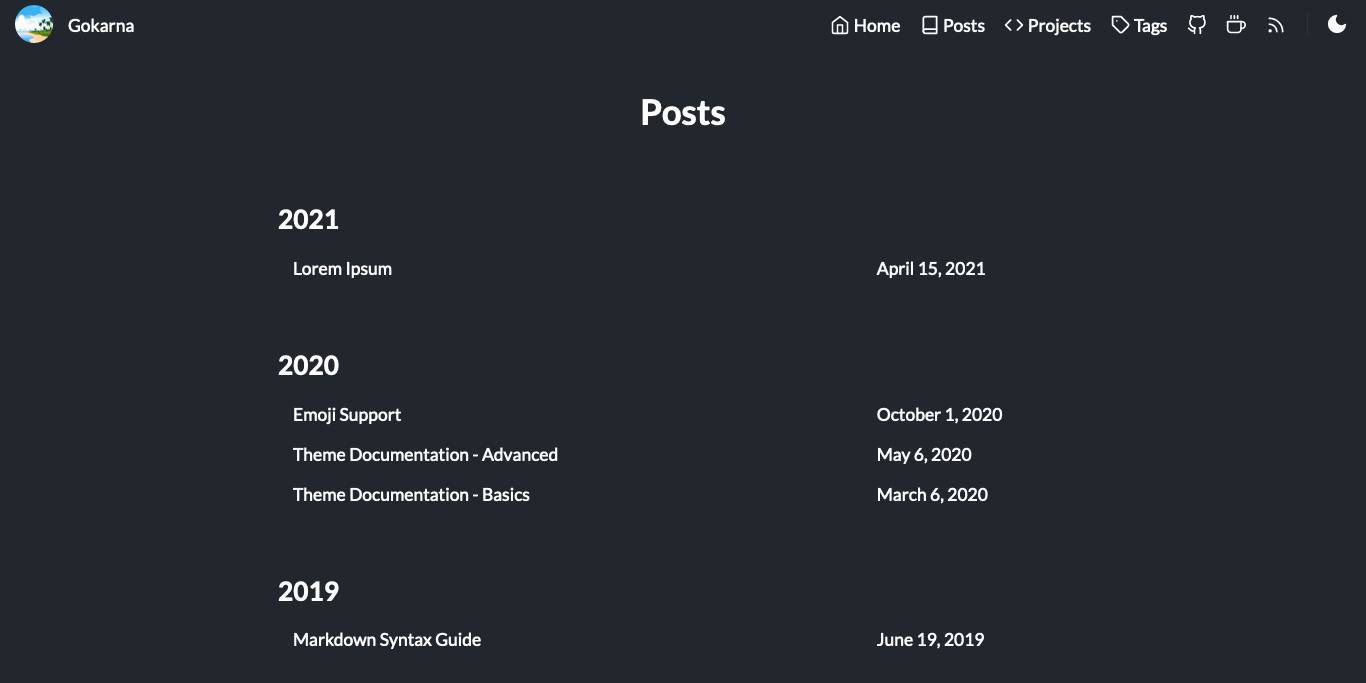 Gokarna
Home Posts Projects Tags
Posts
2021
Lorem Ipsum April 15, 2021
2020
Emoji Support October 1, 2020
Theme Documentation - Advanced May 6, 2020
Theme Documentation - Basics March 6, 2020
2019
Markdown Syntax Guide June 19, 2019